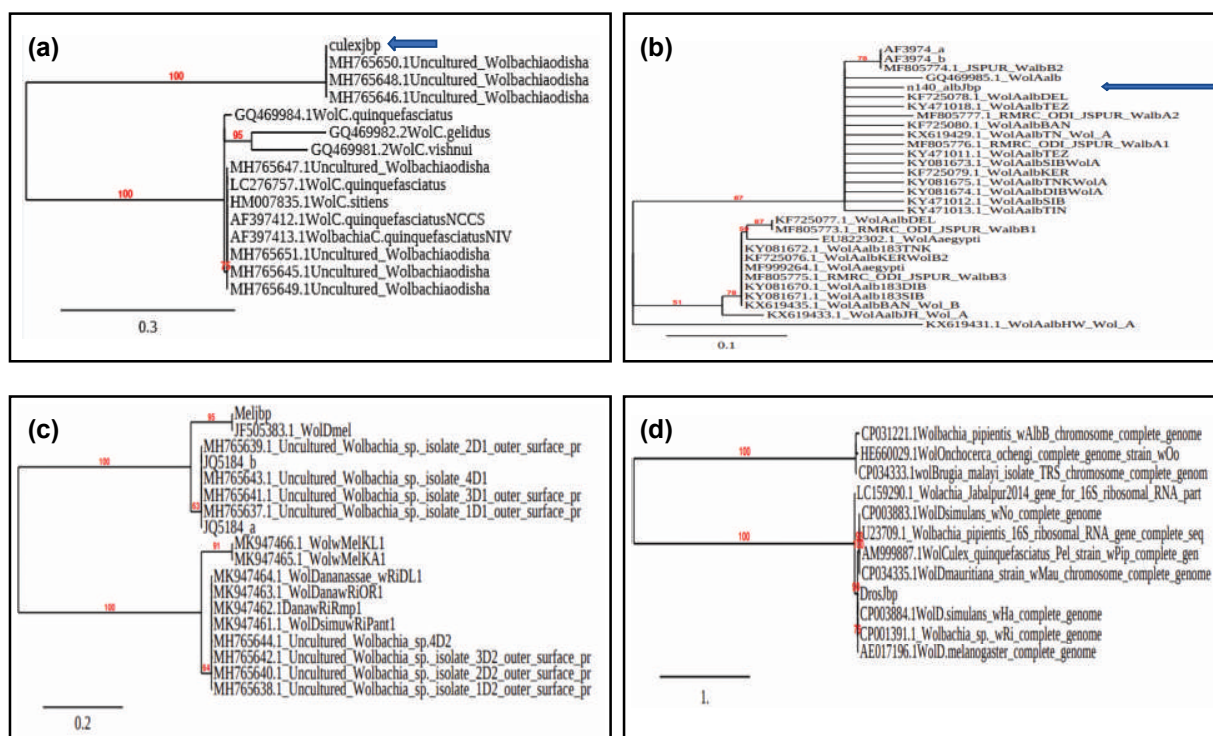 (a)
culexjbp
100
MH765650.1Uncultured_Wolbachiaodisha
MH765648.1Uncultured_Wolbachiaodisha
MH765646.1Uncultured_Wolbachiaodisha
GQ469984.1WolC.quinquefasciatus
95
GQ469982.2WolC.gelidus
GQ469981.2WolC.vishnui
MH765647.1Uncultured_Wolbachiaodisha
LC276757.1WolC.quinquefasciatus
100
HM007835.1WolC.sitiens
AF397412.1WolC.quinquefasciatusNCCS
AF397413.1WolbachiaC.quinquefasciatusNIV
MH765651.1Uncultured_Wolbachiaodisha
MH765645.1Uncultured_Wolbachiaodisha
MH765649.1Uncultured_Wolbachiaodisha
0.3
(b)
AF3974_a
78
AF3974_b
MF805774.1_JSPUR_WalbB2
GQ469985.1_WolAalb
n140_albJbp
KF725078.1_WolAalbDEL
KY471018.1_WolAalbTEZ
MF805777.1_RMRC_ODI_JSPUR_WalbA2
KF725080.1_WolAalbBAN
KX619429.1_WolAalbTN_Wol_A
MF805776.1_RMRC_ODI_JSPUR_WalbA1
KY471011.1_WolAalbTEZ
KY081673.1_WolAalbSIBWolA
KF725079.1_WolAalbKER
KY081675.1_WolAalbTNKWolA
KY081674.1_WolAalbDIBWolA
87
KY471012.1_WolAalbSIB
KY471013.1_WolAalbTIN
87
KF725077.1_WolAalbDEL
MF805773.1_RMRC_ODI_JSPUR_WalbB1
EU822302.1_WolAaegypti
KY081672.1_WolAalb183TNK
KF725076.1_WolAalbKERWolB2
MF999264.1_WolAaegypti
MF805775.1_RMRC_ODI_JSPUR_WalbB3
KY081670.1_WolAalb183DIB
79
KY081671.1_WolAalb183SIB
51
KX619435.1_WolAalbBAN_Wol_B
KX619433.1_WolAalbJH_Wol_A
KX619431.1_WolAalbHW_Wol_A
0.1
(c)
95
Meljbp
JF505383.1_WolDmel
MH765639.1_Uncultured_Wolbachia_sp._isolate_2D1_outer_surface_pr
100
JQ5184_b
MH765643.1_Uncultured_Wolbachia_sp._isolate_4D1
MH765641.1_Uncultured_Wolbachia_sp._isolate_3D1_outer_surface_pr
MH765637.1_Uncultured_Wolbachia_sp._isolate_1D1_outer_surface_pr
JQ5184_a
91
MK947466.1_WolwMelKL1
MK947465.1_WolwMelKA1
MK947464.1_WolDananassae_wRiDL1
MK947463.1_WolDanawRiOR1
100
MK947462.1DanawRiRmp1
MK947461.1_WolDsimuwRiPant1
MH765644.1_Uncultured_Wolbachia_sp.4D2
MH765642.1_Uncultured_Wolbachia_sp._isolate_3D2_outer_surface_pr
MH765640.1_Uncultured_Wolbachia_sp._isolate_2D2_outer_surface_pr
MH765638.1_Uncultured_Wolbachia_sp._isolate_1D2_outer_surface_pr
0.2
(d)
CP031221.1Wolbachia_pipientis_wAlbB_chromosome_complete_genome
100
HE660029.1WolOnchocerca_ochengi_complete_genome_strain_wOo
CP034333.1wolBrugia_malayi_isolate_TRS_chromosome_complete_genom
LC159290.1_Wolachia_Jabalpur2014_gene_for_16S_ribosomal_RNA_part
CP003883.1WolDsimulans_wNo_complete_genome
U23709.1_Wolbachia_pipientis_16S_ribosomal_RNA_gene_complete_seq
100
AM999887.1WolCulex_quinquefasciatus_Pel_strain_wPip_complete_gen
CP034335.1WolDmauritiana_strain_wMau_chromosome_complete_genome
DrosJbp
CP003884.1WolD.simulans_wHa_complete_genome
CP001391.1_Wolbachia_sp._wRi_complete_genome
AE017196.1_WolD.melanogaster_complete_genome
1.